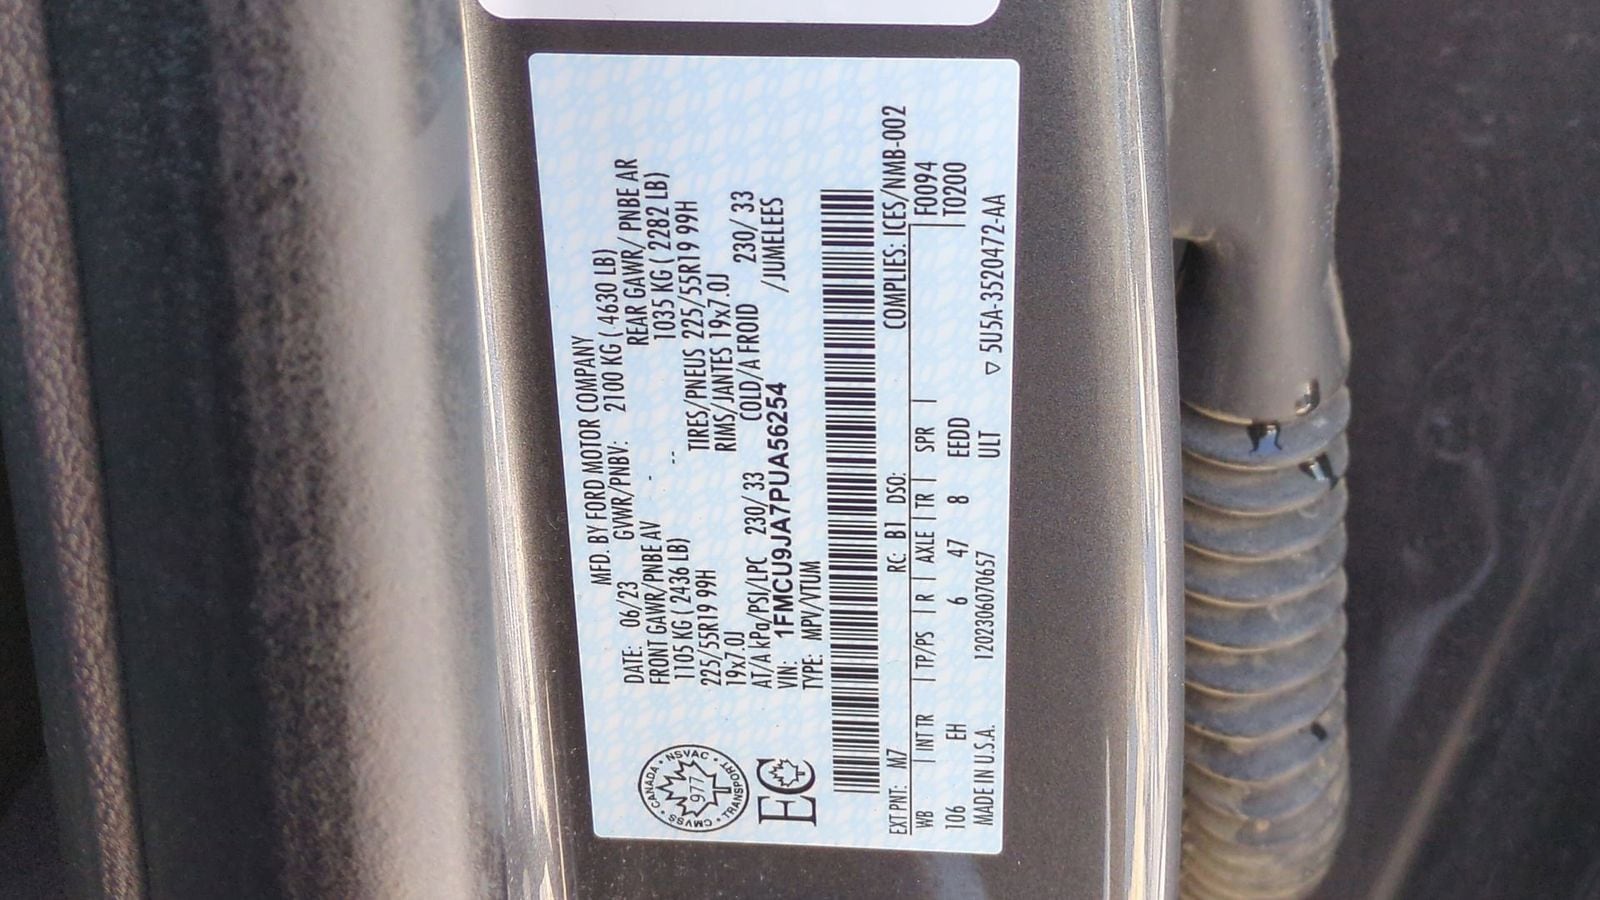 MFD. BY FORD MOTOR COMPANY
DATE: 06/23 GVWR/PNBV: 2100 KG ( 4630 LB)
FRONT GAWR/PNBE AV REAR GAWR/ PNBE AR
1105 KG ( 2436 LB) -- 1035 KG ( 2282 LB)
225/55R19 99H TIRES/PNEUS 225/55R19 99H
19x7.0J RIMS/JANTES 19x7.0J
AT/A kPa/PSI/LPC 230/ 33 COLD/A FROID 230/ 33
VIN: 1FMCU9JA7PUA56254 /JUMELEES
TYPE: MPV/VTUM
CANADA • NSVAC • TRANSPORT • CMVSS •
977
EC
EXT PNT: M7 RC: B1 DSO: COMPLIES: ICES/NMB-002
WB | INT TR | TP/PS | R | AXLE | TR | SPR | F0094
106 EH 6 47 8 EEDD T0200
MADE IN U.S.A. 120230607065​7 ULT ▽ 5U5A-3520472-AA